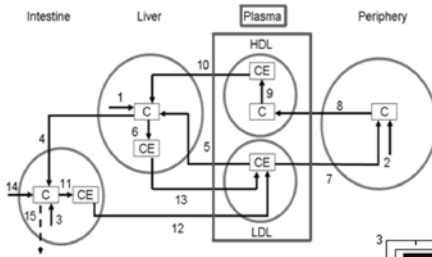 Intestine Liver Plasma Periphery
HDL
10 CE
1 9
C C 8 C
4 6 5
CE CE
2
7
14 11 13
C CE
15 3 12
LDL
3